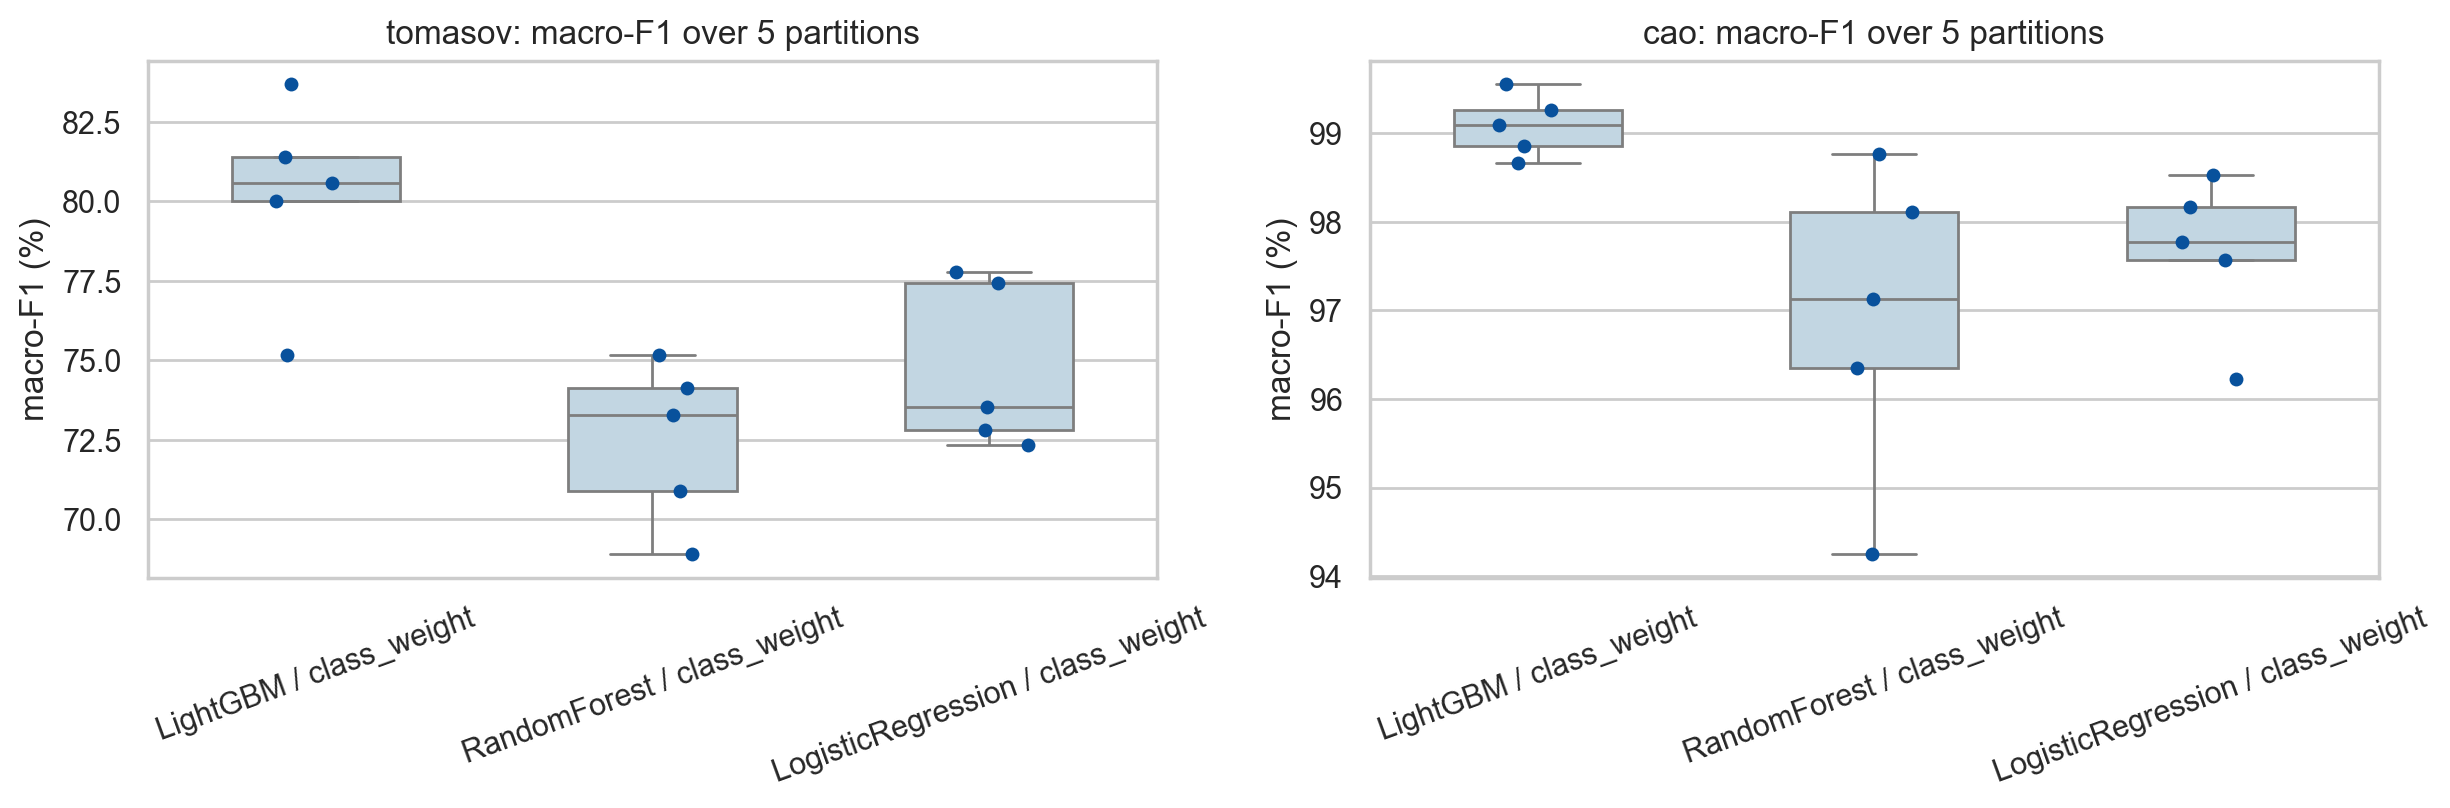 tomasov: macro-F1 over 5 partitions
macro-F1 (%)
82.5
80.0
77.5
75.0
72.5
70.0
LightGBM / class_weight
RandomForest / class_weight
LogisticRegression / class_weight
cao: macro-F1 over 5 partitions
macro-F1 (%)
99
98
97
96
95
94
LightGBM / class_weight
RandomForest / class_weight
LogisticRegression / class_weight